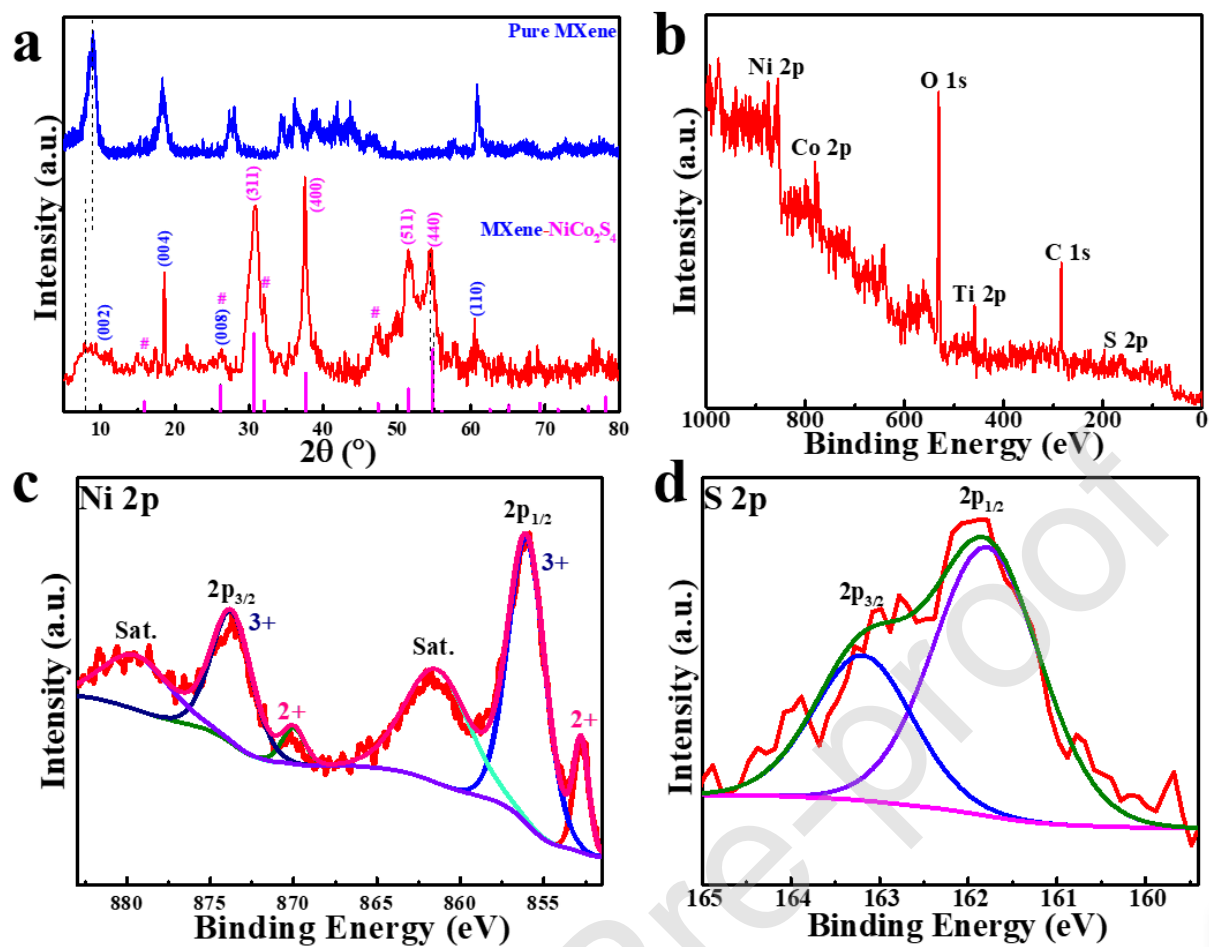 a
Pure MXene
MXene-NiCo₂S₄
(002)
#
(004)
(008)
#
(311)
#
(400)
#
(511)
(440)
(110)
Intensity (a.u.)
10 20 30 40 50 60 70 80
2θ (°)
b
Ni 2p
Co 2p
O 1s
Ti 2p
C 1s
S 2p
Intensity (a.u.)
1000 800 600 400 200 0
Binding Energy (eV)
c
Ni 2p
Sat.
2p₃/₂
3+
2+
Sat.
2p₁/₂
3+
2+
Intensity (a.u.)
880 875 870 865 860 855
Binding Energy (eV)
d
S 2p
2p₃/₂
2p₁/₂
Intensity (a.u.)
165 164 163 162 161 160
Binding Energy (eV)
Pre-proof